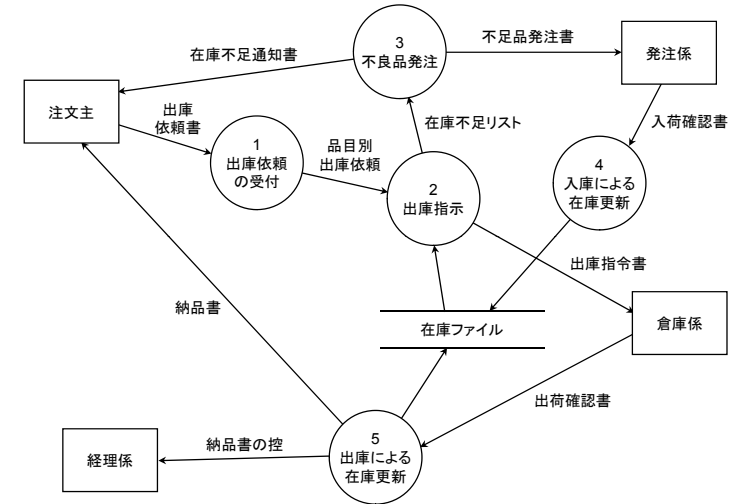 3
不良品発注
在庫不足通知書
不足品発注書
発注係
注文主
出庫
依頼書
1
出庫依頼
の受付
品目別
出庫依頼
在庫不足リスト
2
出庫指示
入荷確認書
4
入庫による
在庫更新
出庫指令書
納品書
在庫ファイル
倉庫係
出荷確認書
経理係
納品書の控
5
出庫による
在庫更新